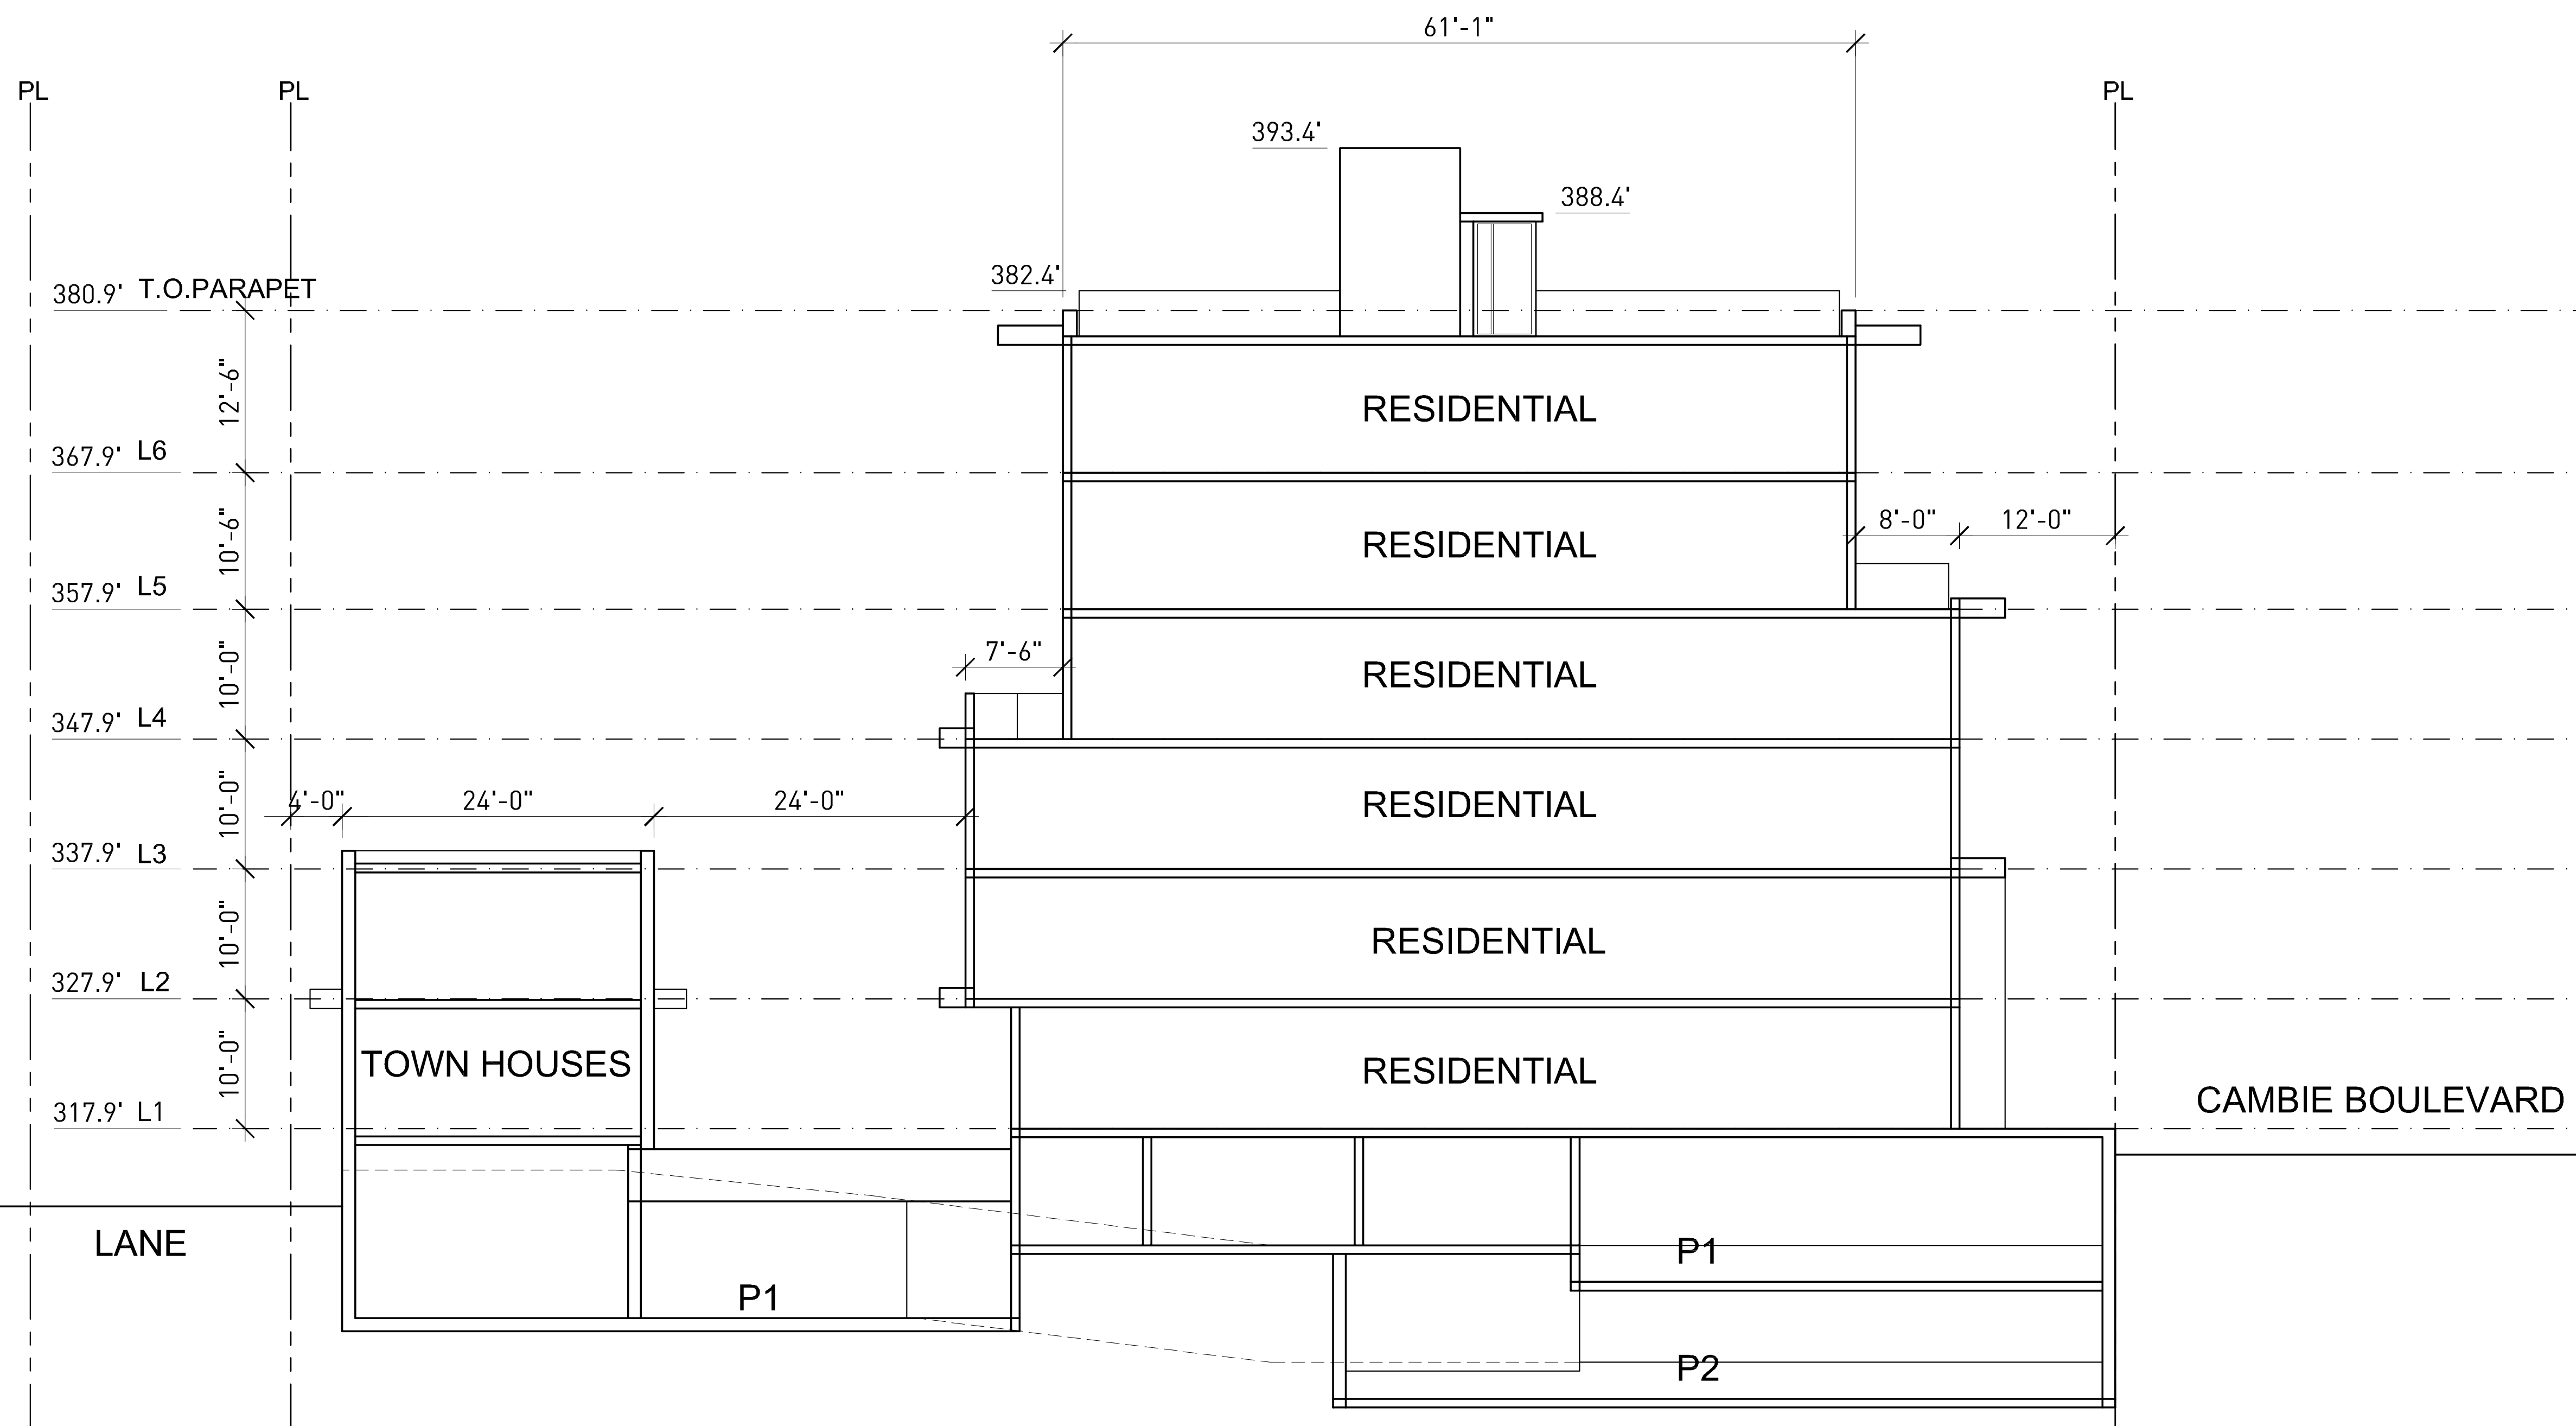 61'-1"
PL
PL
PL
393.4'
388.4'
382.4'
380.9' T.O.PARAPET
12'-6"
RESIDENTIAL
367.9' L6
10'-6"
RESIDENTIAL
8'-0"
12'-0"
357.9' L5
10'-0"
7'-6"
RESIDENTIAL
347.9' L4
10'-0"
4'-0"
24'-0"
24'-0"
RESIDENTIAL
337.9' L3
10'-0"
RESIDENTIAL
327.9' L2
10'-0"
TOWN HOUSES
RESIDENTIAL
317.9' L1
CAMBIE BOULEVARD
LANE
P1
P1
P2